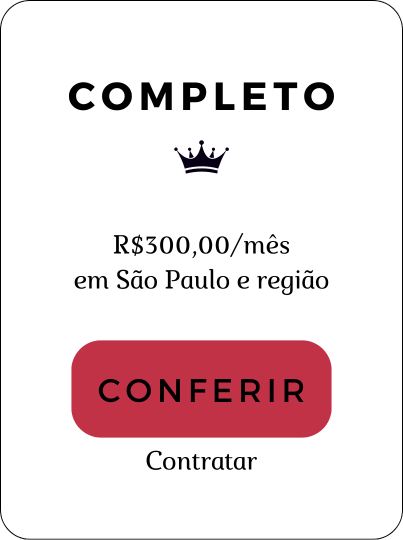 COMPLETO
R$300,00/mês
em São Paulo e região
CONFERIR
Contratar